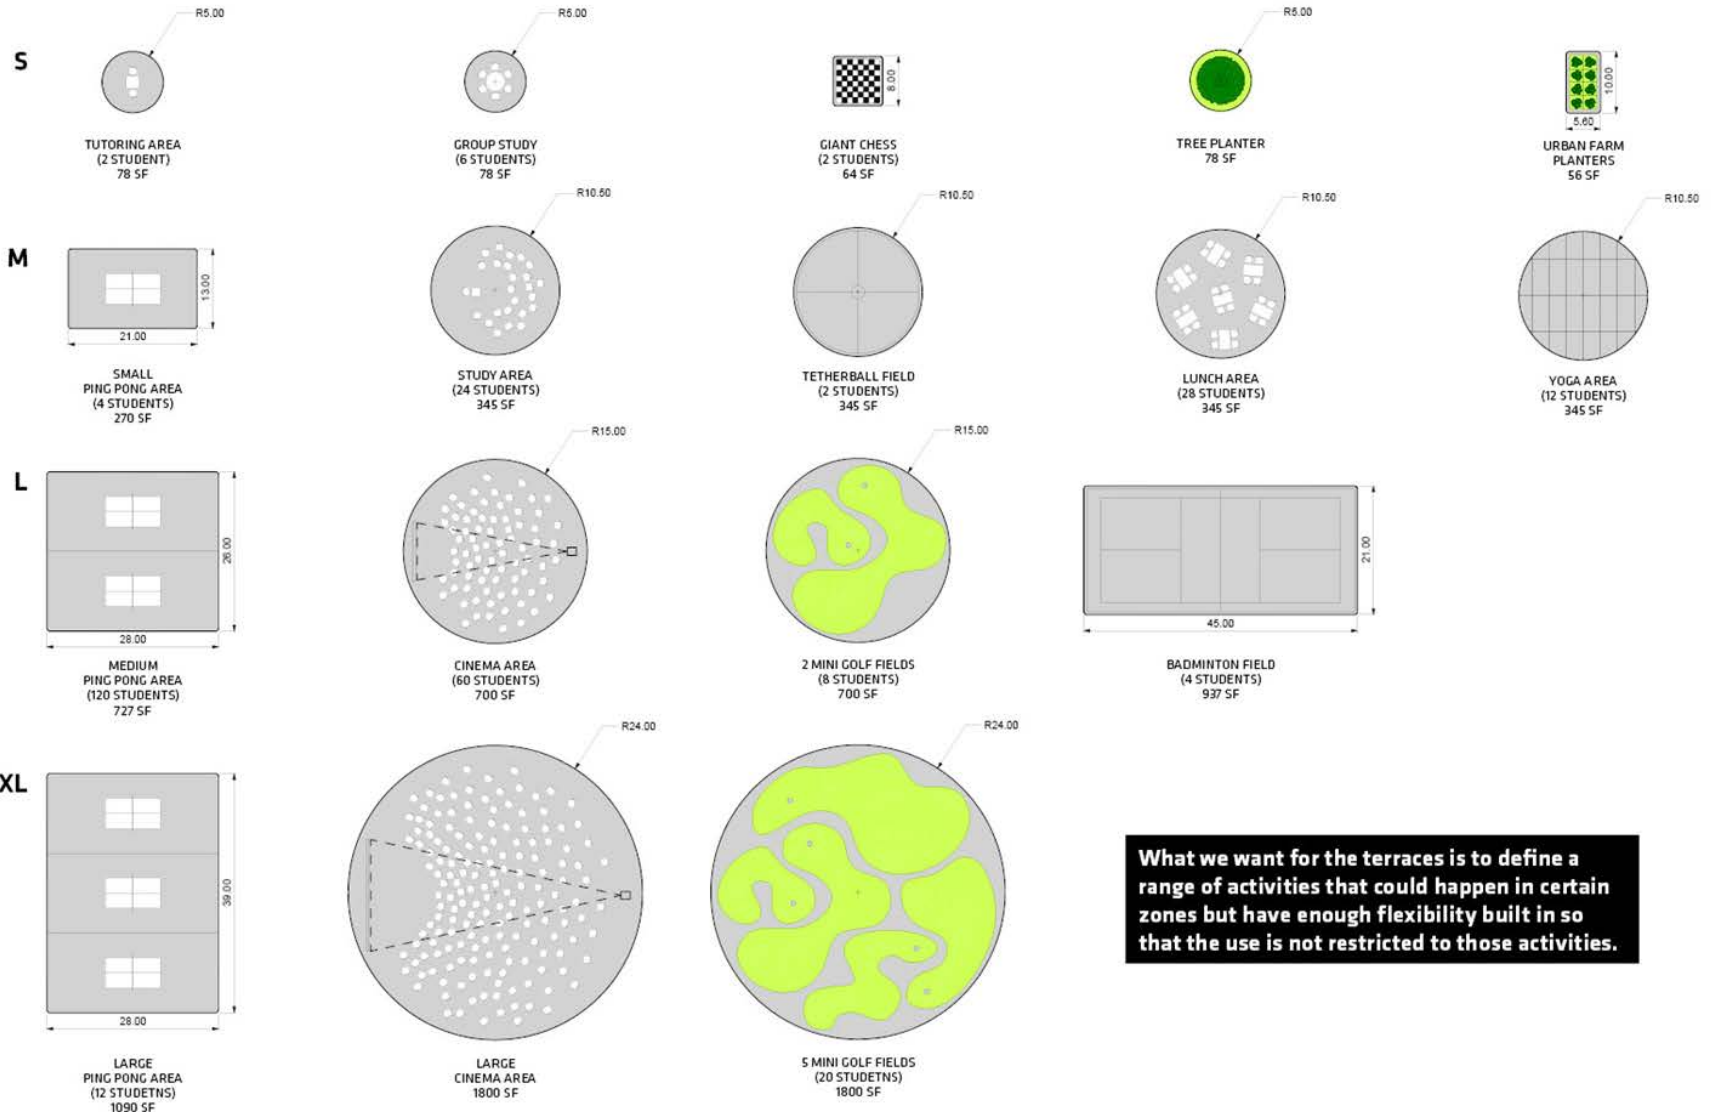 S
R5.00
TUTORING AREA
(2 STUDENT)
78 SF
R5.00
GROUP STUDY
(6 STUDENTS)
78 SF
8.00
GIANT CHESS
(2 STUDENTS)
64 SF
R5.00
TREE PLANTER
78 SF
10.00
5.60
URBAN FARM
PLANTERS
56 SF
M
13.00
21.00
SMALL
PING PONG AREA
(4 STUDENTS)
270 SF
R10.50
STUDY AREA
(24 STUDENTS)
345 SF
R10.50
TETHERBALL FIELD
(2 STUDENTS)
345 SF
R10.50
LUNCH AREA
(28 STUDENTS)
345 SF
R10.50
YOGA AREA
(12 STUDENTS)
345 SF
L
26.00
28.00
MEDIUM
PING PONG AREA
(120 STUDENTS)
727 SF
R15.00
CINEMA AREA
(60 STUDENTS)
700 SF
R15.00
2 MINI GOLF FIELDS
(8 STUDENTS)
700 SF
21.00
45.00
BADMINTON FIELD
(4 STUDENTS)
937 SF
XL
39.00
28.00
LARGE
PING PONG AREA
(12 STUDETNS)
1090 SF
R24.00
LARGE
CINEMA AREA
1800 SF
R24.00
5 MINI GOLF FIELDS
(20 STUDETNS)
1800 SF
What we want for the terraces is to define a
range of activities that could happen in certain
zones but have enough flexibility built in so
that the use is not restricted to those activities.